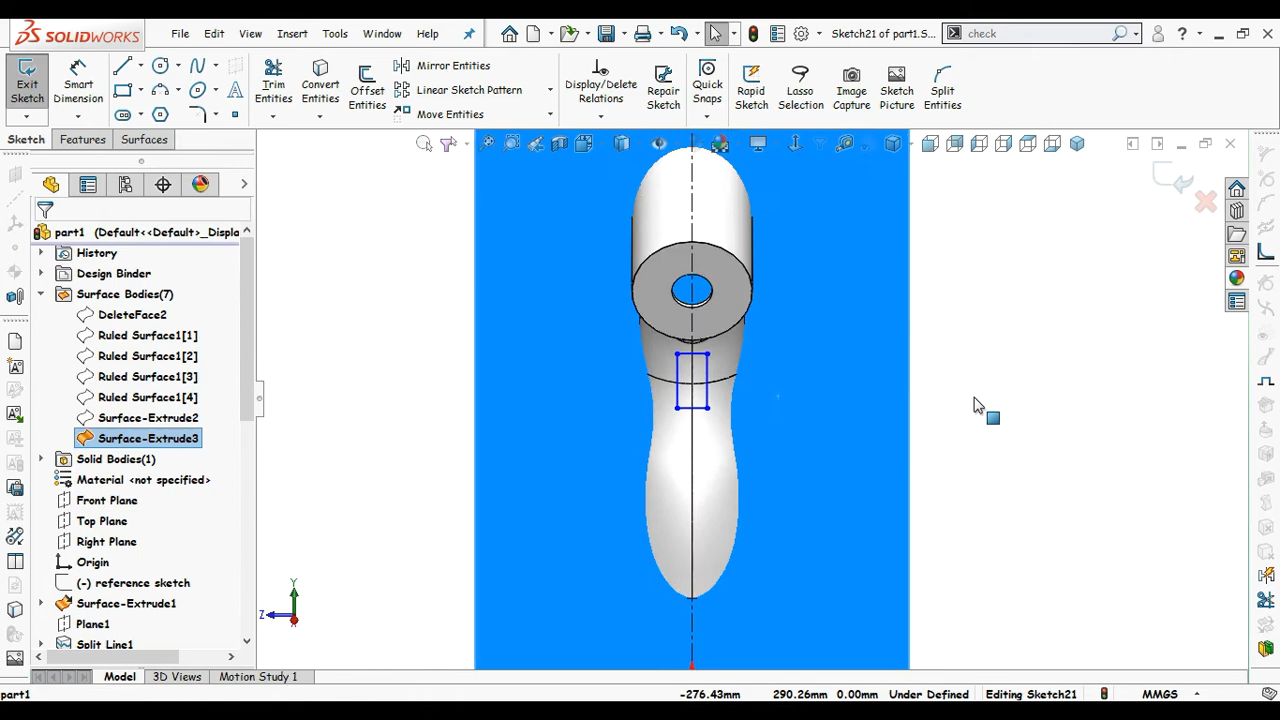 SOLIDWORKS File Edit View Insert Tools Window Help Sketch21 of part1.S... check ?
Exit Sketch
Smart Dimension
Trim Entities
Convert Entities
Offset Entities
Mirror Entities
Linear Sketch Pattern
Move Entities
Display/Delete Relations
Repair Sketch
Quick Snaps
Rapid Sketch
Lasso Selection
Image Capture
Sketch Picture
Split Entities
Sketch Features Surfaces
part1 (Default<<Default>_Displa
History
Design Binder
Surface Bodies(7)
DeleteFace2
Ruled Surface1[1]
Ruled Surface1[2]
Ruled Surface1[3]
Ruled Surface1[4]
Surface-Extrude2
Surface-Extrude3
Solid Bodies(1)
Material <not specified>
Front Plane
Top Plane
Right Plane
Origin
(-) reference sketch
Surface-Extrude1
Plane1
Split Line1
Y
Z
X
Model 3D Views Motion Study 1
part1 -276.43mm 290.26mm 0.00mm Under Defined Editing Sketch21 MMGS